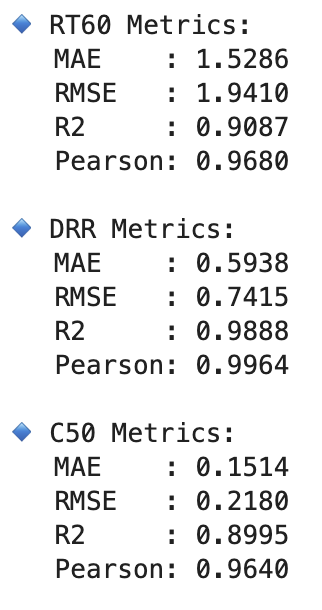 🔹 RT60 Metrics:
MAE    : 1.5286
RMSE   : 1.9410
R2     : 0.9087
Pearson: 0.9680
🔹 DRR Metrics:
MAE    : 0.5938
RMSE   : 0.7415
R2     : 0.9888
Pearson: 0.9964
🔹 C50 Metrics:
MAE    : 0.1514
RMSE   : 0.2180
R2     : 0.8995
Pearson: 0.9640